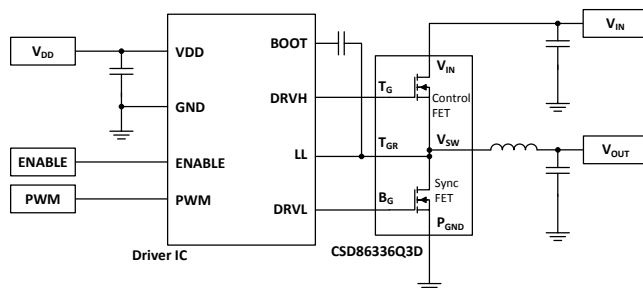 VDD
VDD
GND
ENABLE
ENABLE
PWM
PWM
BOOT
DRVH
LL
DRVL
Driver IC
VIN
TG
Control
FET
TGR
VSW
Sync
FET
BG
PGND
CSD86336Q3D
VIN
VOUT